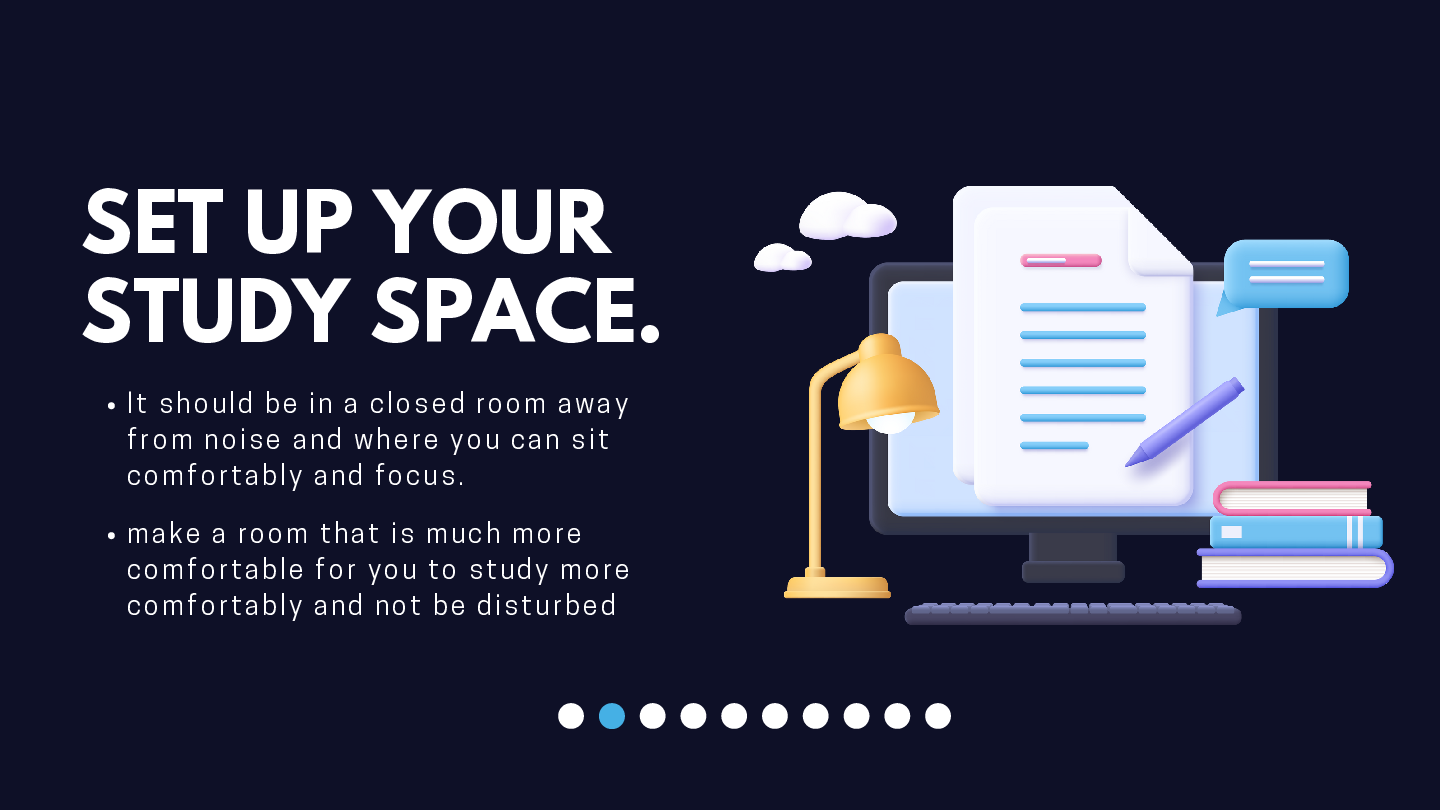 SET UP YOUR
STUDY SPACE.
• It should be in a closed room away
from noise and where you can sit
comfortably and focus.
• make a room that is much more
comfortable for you to study more
comfortably and not be disturbed